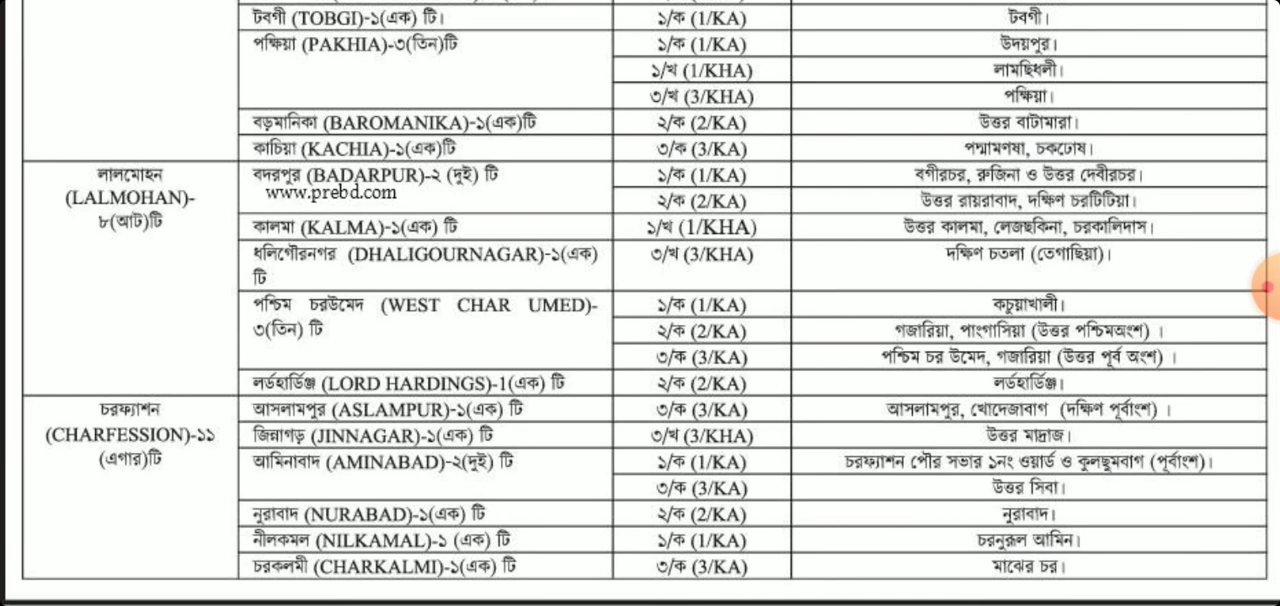 টবগী (TOBGI)-১(এক) টি। ১/ক (1/KA) টবগী।
পক্ষিয়া (PAKHIA)-৩(তিন)টি ১/ক (1/KA) উদয়পুর।
১/খ (1/KHA) লামছিধলী।
৩/খ (3/KHA) পক্ষিয়া।
বড়মানিকা (BAROMANIKA)-১(এক)টি ২/ক (2/KA) উত্তর বাটামারা।
কাচিয়া (KACHIA)-১(এক)টি ৩/ক (3/KA) পদ্মামণষা, চকঢোষ।
লালমোহন বদরপুর (BADARPUR)-২ (দুই) টি ১/ক (1/KA) বগীরচর, রুজিনা ও উত্তর দেবীরচর।
(LALMOHAN)- www.prebd.com ২/ক (2/KA) উত্তর রায়রাবাদ, দক্ষিণ চরটিটিয়া।
৮(আট)টি কালমা (KALMA)-১(এক) টি ১/খ (1/KHA) উত্তর কালমা, লেজছকিনা, চরকালিদাস।
ধলিগৌরনগর (DHALIGOURNAGAR)-১(এক) ৩/খ (3/KHA) দক্ষিণ চতলা (তেগাছিয়া)।
টি
পশ্চিম চরউমেদ (WEST CHAR UMED)- ১/ক (1/KA) কচুয়াখালী।
৩(তিন) টি ২/ক (2/KA) গজারিয়া, পাংগাসিয়া (উত্তর পশ্চিমঅংশ) ।
৩/ক (3/KA) পশ্চিম চর উমেদ, গজারিয়া (উত্তর পূর্ব অংশ) ।
লর্ডহার্ডিঞ্জ (LORD HARDINGS)-1(এক) টি ২/ক (2/KA) লর্ডহার্ডিঞ্জ।
চরফ্যাশন আসলামপুর (ASLAMPUR)-১(এক) টি ৩/ক (3/KA) আসলামপুর, খোদেজাবাগ (দক্ষিণ পূর্বাংশ) ।
(CHARFESSION)-১১ জিন্নাগড় (JINNAGAR)-১(এক) টি ৩/খ (3/KHA) উত্তর মাদ্রাজ।
(এগার)টি আমিনাবাদ (AMINABAD)-২(দুই) টি ১/ক (1/KA) চরফ্যাশন পৌর সভার ১নং ওয়ার্ড ও কুলছুমবাগ (পূর্বাংশ)।
৩/ক (3/KA) উত্তর সিবা।
নুরাবাদ (NURABAD)-১(এক) টি ২/ক (2/KA) নুরাবাদ।
নীলকমল (NILKAMAL)-১ (এক) টি ১/ক (1/KA) চরনুরূল আমিন।
চরকলমী (CHARKALMI)-১(এক) টি ৩/ক (3/KA) মাঝের চর।